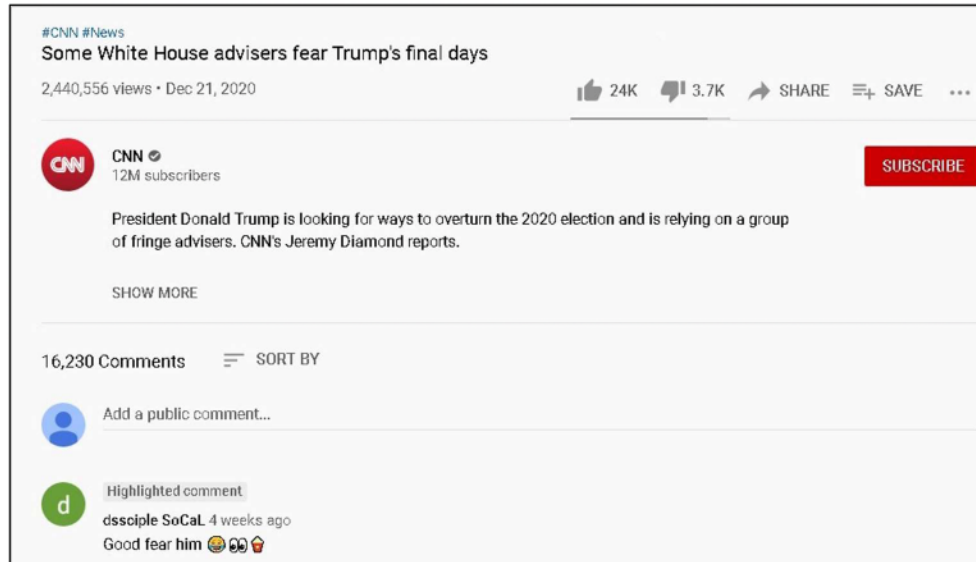 #CNN #News
Some White House advisers fear Trump's final days
2,440,556 views • Dec 21, 2020
24K 3.7K SHARE SAVE
CNN
CNN
12M subscribers
SUBSCRIBE
President Donald Trump is looking for ways to overturn the 2020 election and is relying on a group
of fringe advisers. CNN's Jeremy Diamond reports.
SHOW MORE
16,230 Comments SORT BY
Add a public comment...
d
Highlighted comment
dssciple SoCaL 4 weeks ago
Good fear him 😂👀🍿